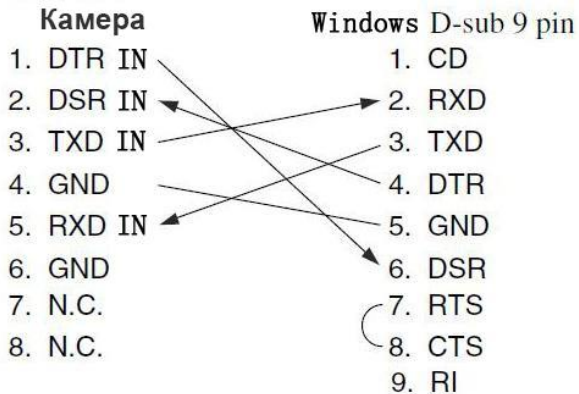 Камера
1. DTR IN
2. DSR IN
3. TXD IN
4. GND
5. RXD IN
6. GND
7. N.C.
8. N.C.
Windows D-sub 9 pin
1. CD
2. RXD
3. TXD
4. DTR
5. GND
6. DSR
7. RTS
8. CTS
9. RI